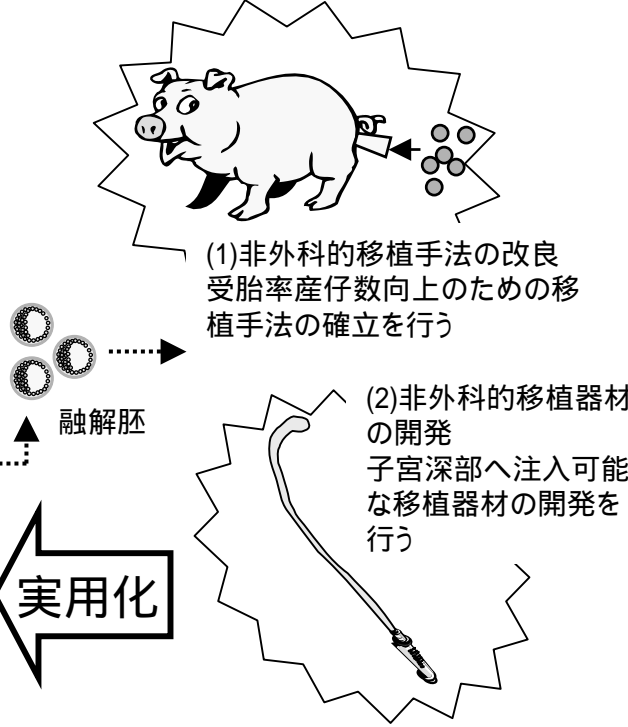 (1)非外科的移植手法の改良
受胎率産仔数向上のための移
植手法の確立を行う
融解胚
(2)非外科的移植器材
の開発
子宮深部へ注入可能
な移植器材の開発を
行う
実用化